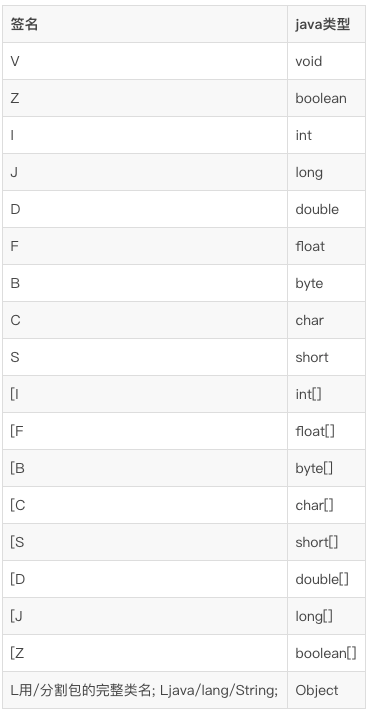 签名 java类型
V void
Z boolean
I int
J long
D double
F float
B byte
C char
S short
[I int[]
[F float[]
[B byte[]
[C char[]
[S short[]
[D double[]
[J long[]
[Z boolean[]
L用/分割包的完整类名; Ljava/lang/String; Object